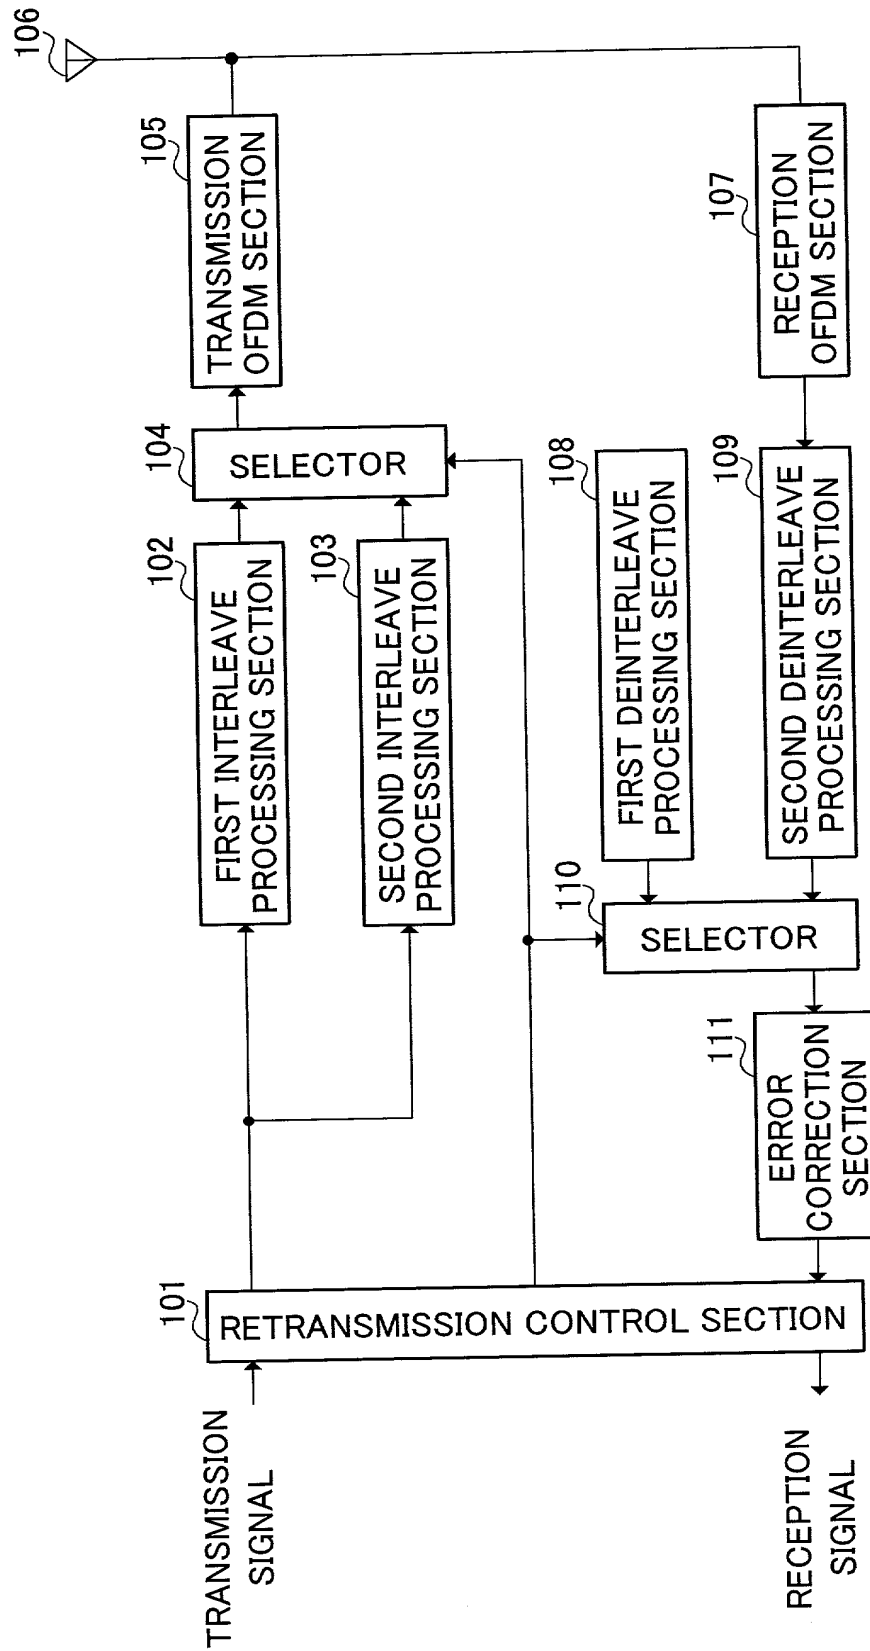 TRANSMISSION
SIGNAL
101
RETRANSMISSION CONTROL SECTION
102
FIRST INTERLEAVE
PROCESSING SECTION
103
SECOND INTERLEAVE
PROCESSING SECTION
104
SELECTOR
105
TRANSMISSION
OFDM SECTION
106
107
RECEPTION
OFDM SECTION
108
FIRST DEINTERLEAVE
PROCESSING SECTION
109
SECOND DEINTERLEAVE
PROCESSING SECTION
110
SELECTOR
111
ERROR
CORRECTION
SECTION
RECEPTION
SIGNAL